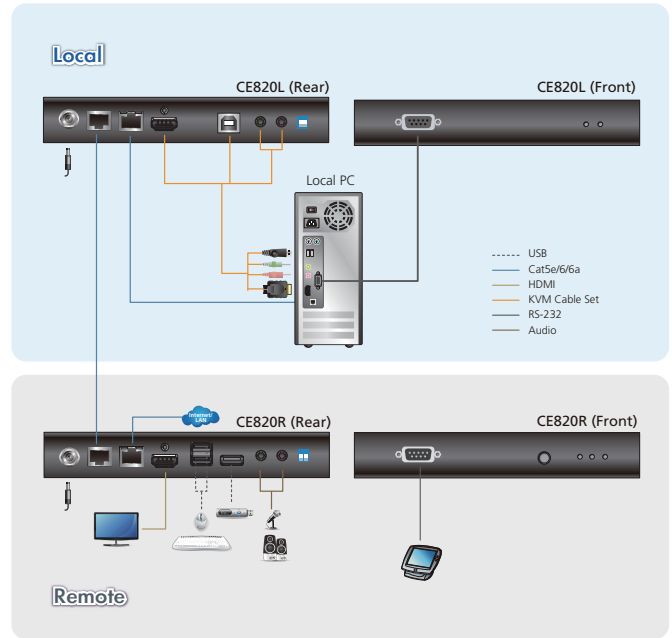 Local
CE820L (Rear)
CE820L (Front)
Local PC
USB
Cat5e/6/6a
HDMI
KVM Cable Set
RS-232
Audio
Internet/
LAN
CE820R (Rear)
CE820R (Front)
Remote